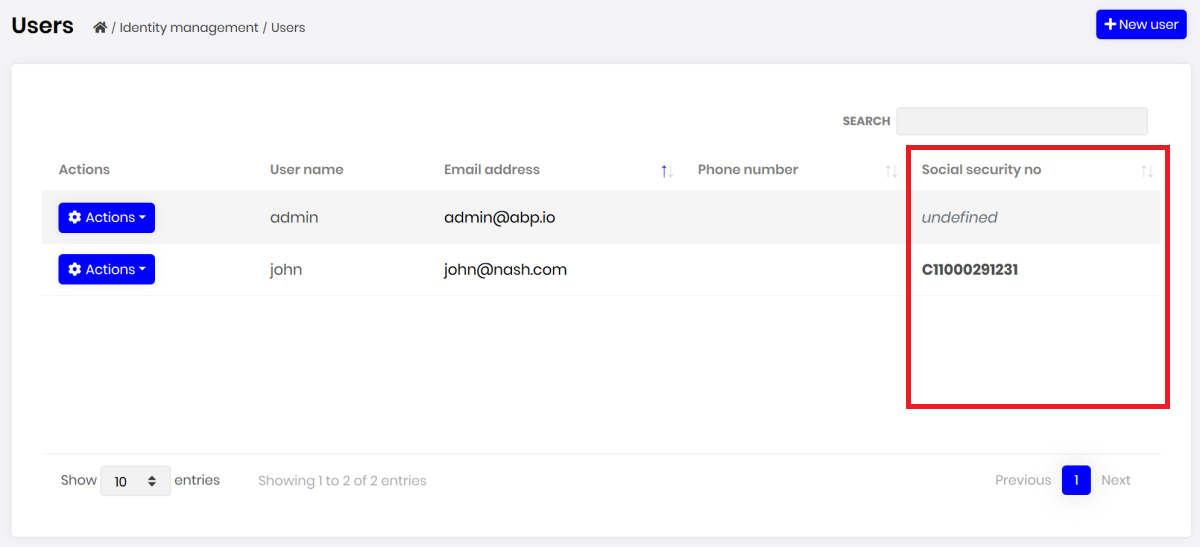 Users / Identity management / Users + New user
SEARCH
Actions User name Email address Phone number Social security no
Actions admin admin@abp.io undefined
Actions john john@nash.com C11000291231
Show 10 entries Showing 1 to 2 of 2 entries Previous 1 Next